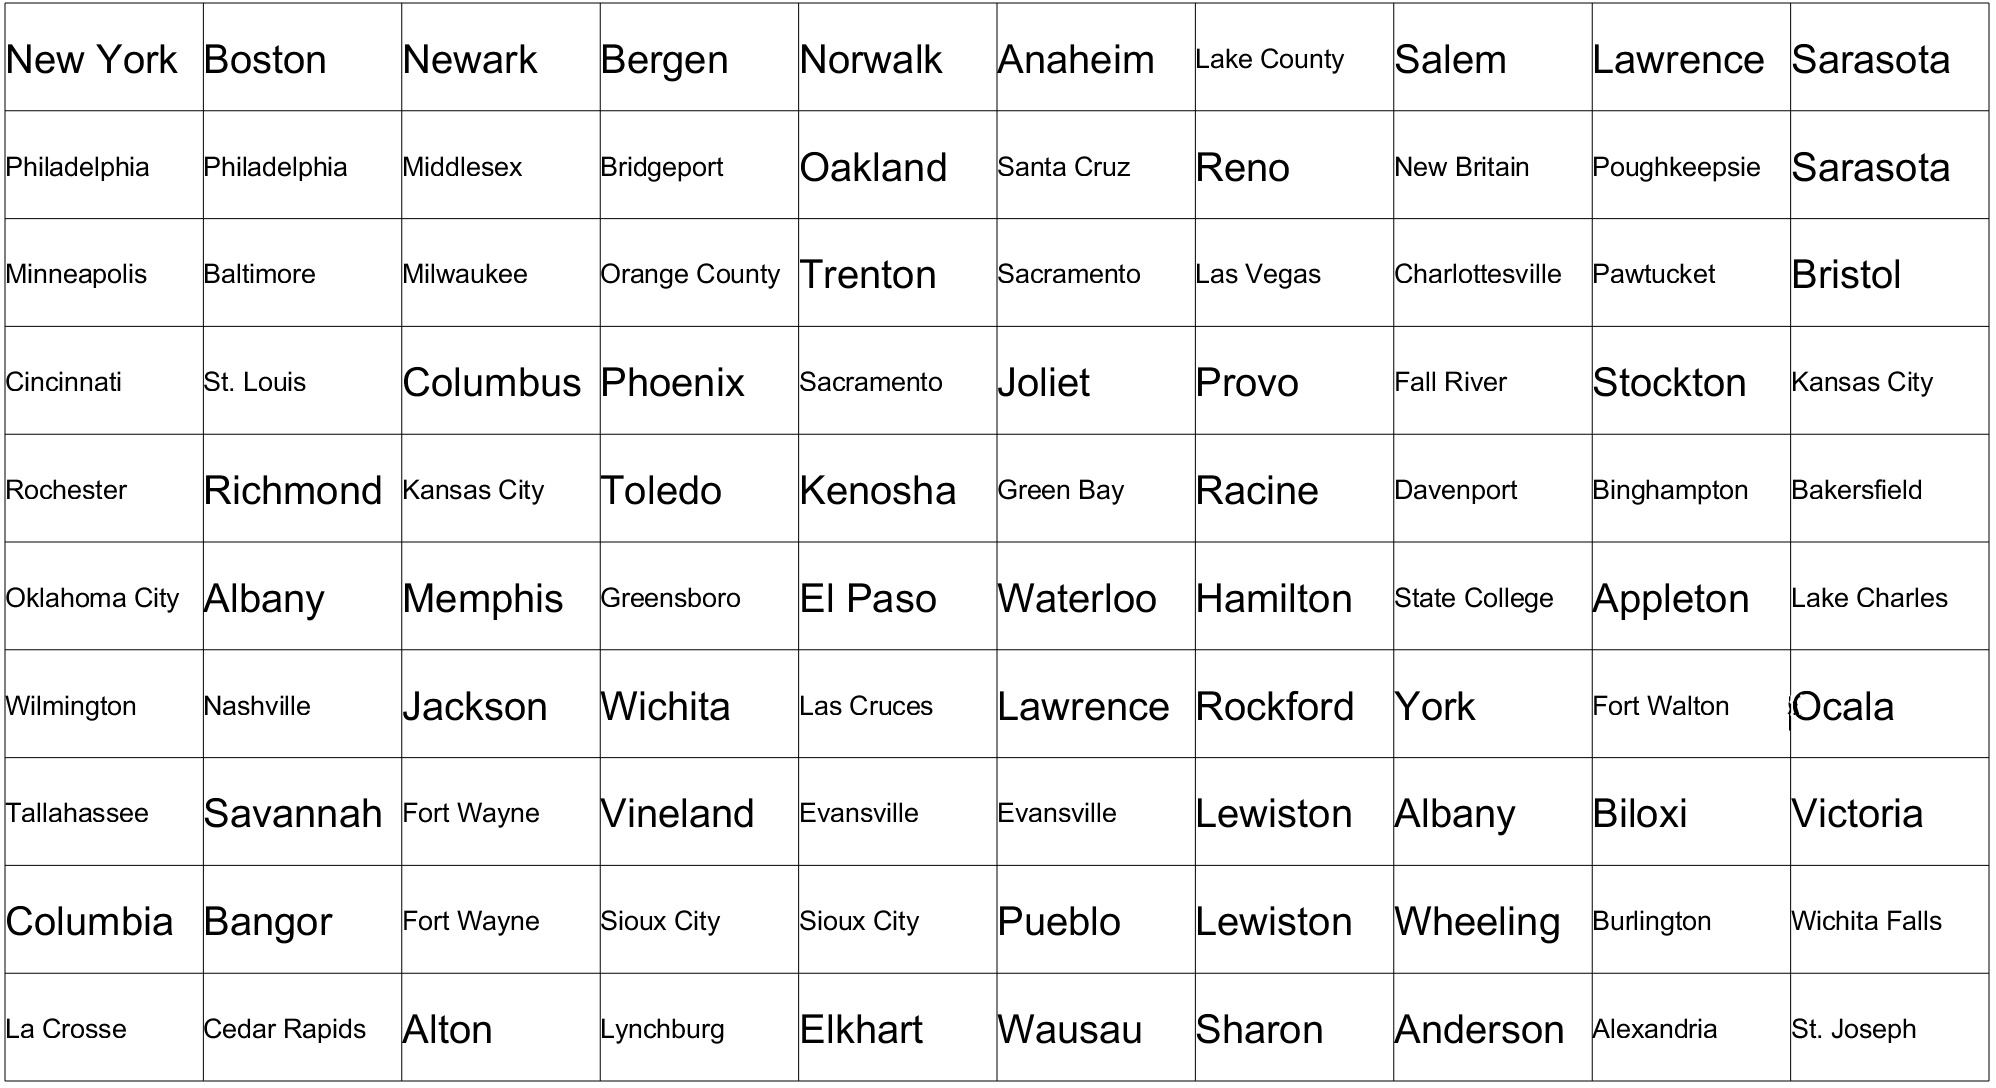 New York Boston Newark Bergen Norwalk Anaheim Lake County Salem Lawrence Sarasota
Philadelphia Philadelphia Middlesex Bridgeport Oakland Santa Cruz Reno New Britain Poughkeepsie Sarasota
Minneapolis Baltimore Milwaukee Orange County Trenton Sacramento Las Vegas Charlottesville Pawtucket Bristol
Cincinnati St. Louis Columbus Phoenix Sacramento Joliet Provo Fall River Stockton Kansas City
Rochester Richmond Kansas City Toledo Kenosha Green Bay Racine Davenport Binghampton Bakersfield
Oklahoma City Albany Memphis Greensboro El Paso Waterloo Hamilton State College Appleton Lake Charles
Wilmington Nashville Jackson Wichita Las Cruces Lawrence Rockford York Fort Walton Ocala
Tallahassee Savannah Fort Wayne Vineland Evansville Evansville Lewiston Albany Biloxi Victoria
Columbia Bangor Fort Wayne Sioux City Sioux City Pueblo Lewiston Wheeling Burlington Wichita Falls
La Crosse Cedar Rapids Alton Lynchburg Elkhart Wausau Sharon Anderson Alexandria St. Joseph